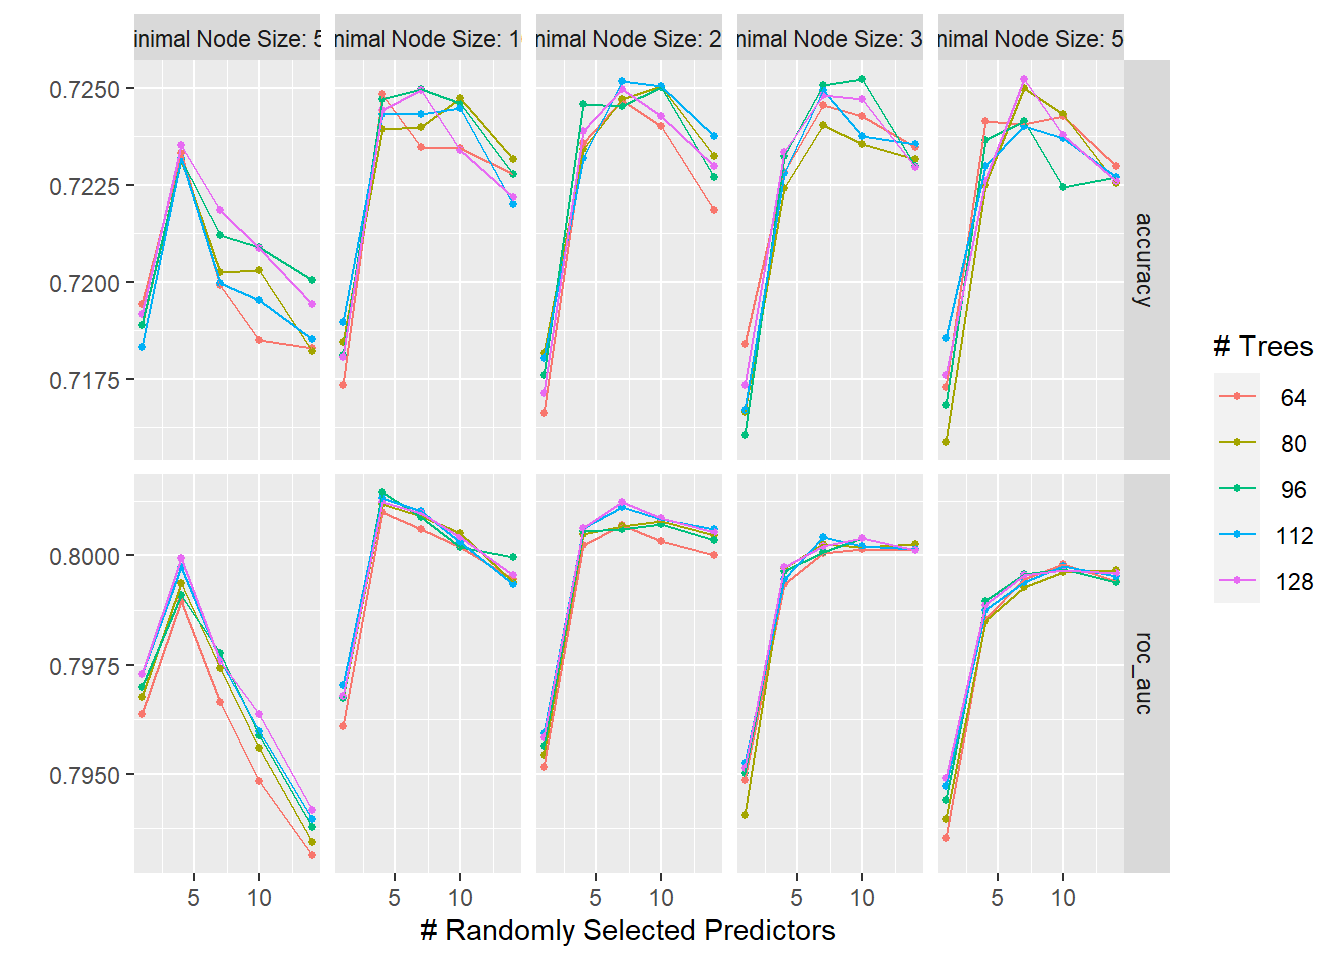 inimal Node Size: 5
nimal Node Size: 1
nimal Node Size: 2
nimal Node Size: 3
inimal Node Size: 5
0.7250
0.7225
0.7200
0.7175
accuracy
0.8000
0.7975
0.7950
roc_auc
5 10 5 10 5 10 5 10 5 10
# Randomly Selected Predictors
# Trees
64
80
96
112
128